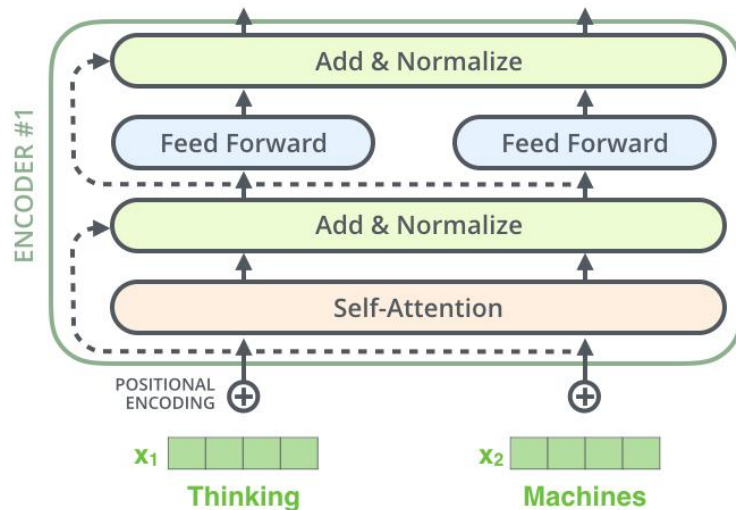 ENCODER #1
Add & Normalize
Feed Forward
Feed Forward
Add & Normalize
Self-Attention
POSITIONAL
ENCODING
x₁
x₂
Thinking
Machines